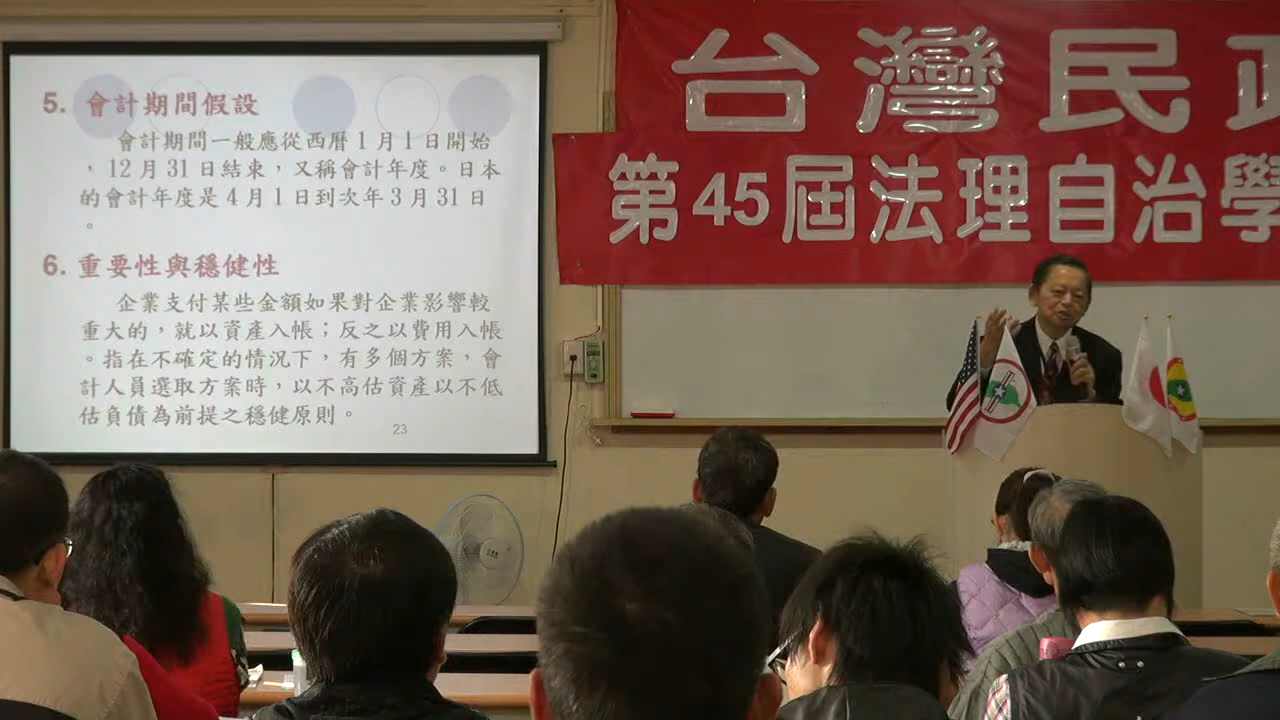 5. 會計期間假設
會計期間一般應從西曆1月1日開始
，12月31日結束，又稱會計年度。日本
的會計年度是4月1日到次年3月31日
。
6. 重要性與穩健性
企業支付某些金額如果對企業影響較
重大的，就以資產入帳；反之以費用入帳
。指在不確定的情況下，有多個方案，會
計人員選取方案時，以不高估資產以不低
估負債為前提之穩健原則。
23
台灣民政
第45屆法理自治學